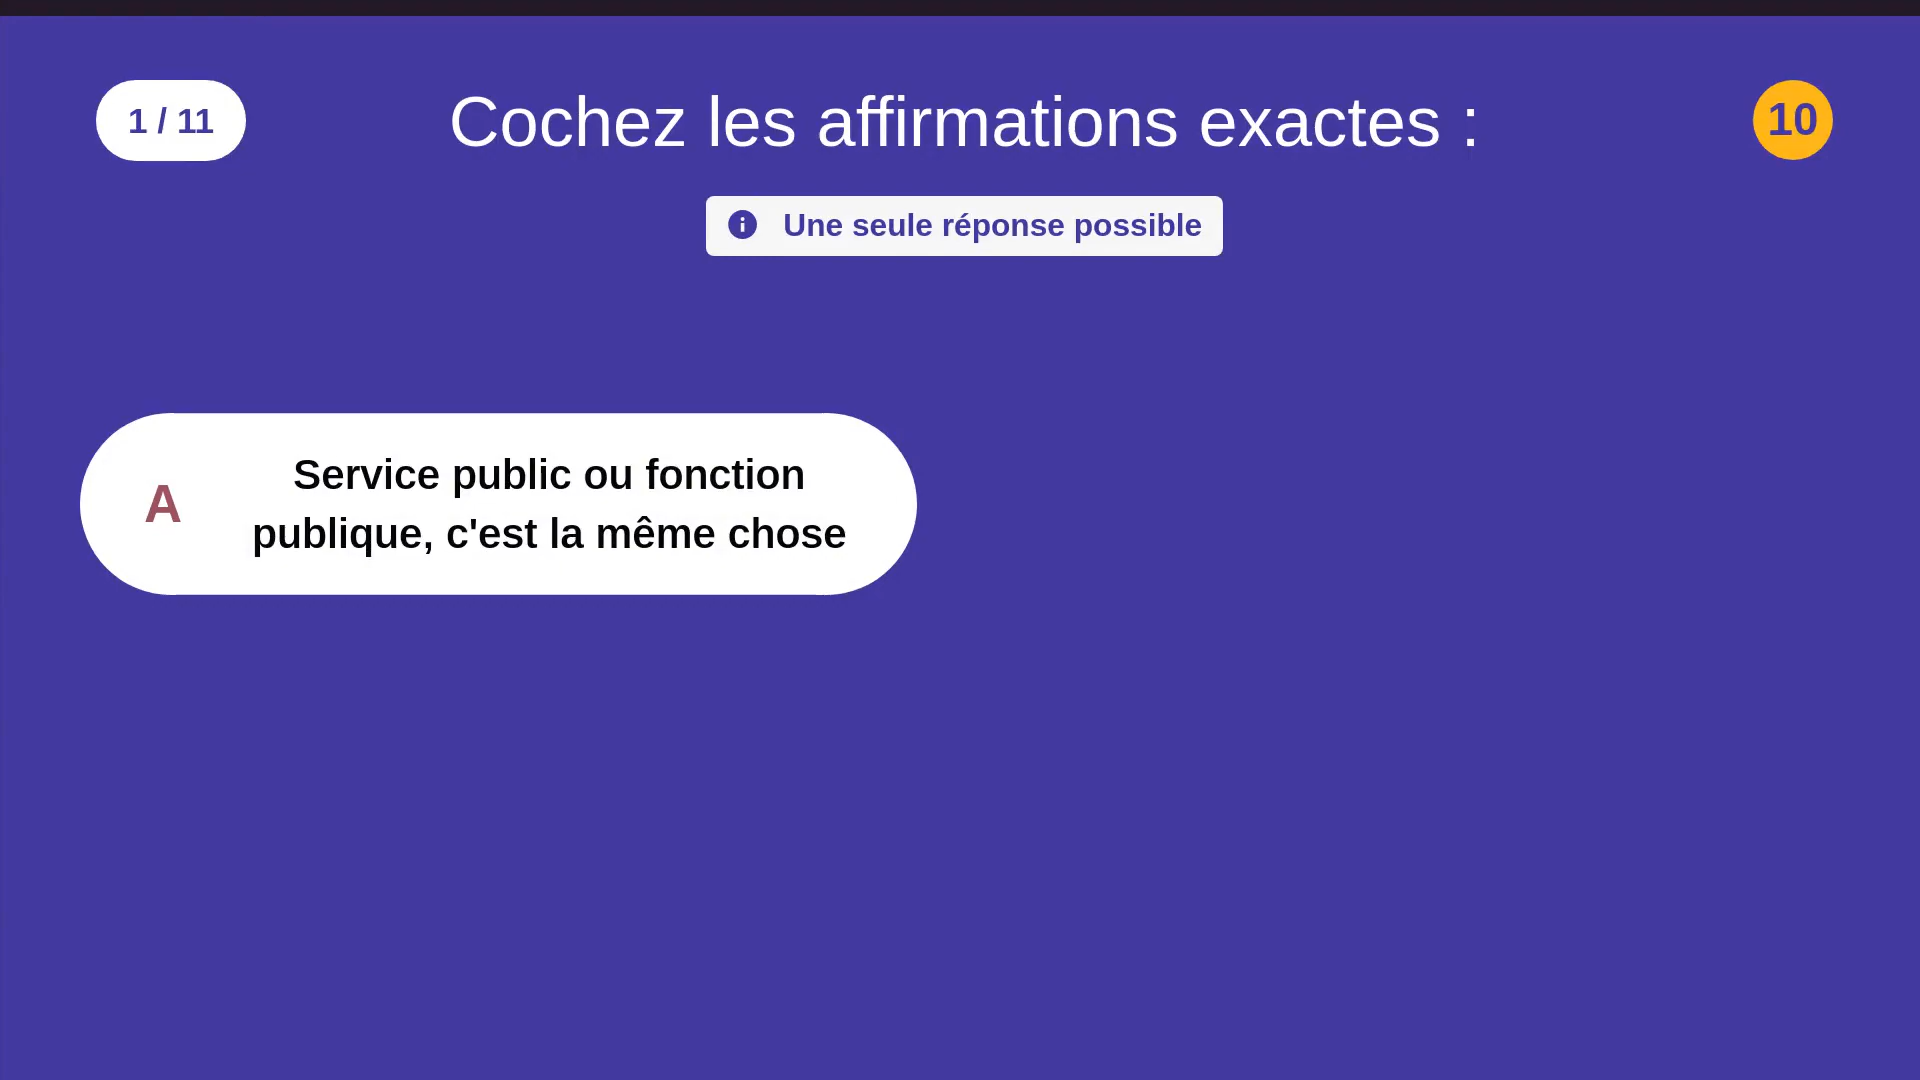 1 / 11
Cochez les affirmations exactes :
10
Une seule réponse possible
A
Service public ou fonction
publique, c'est la même chose